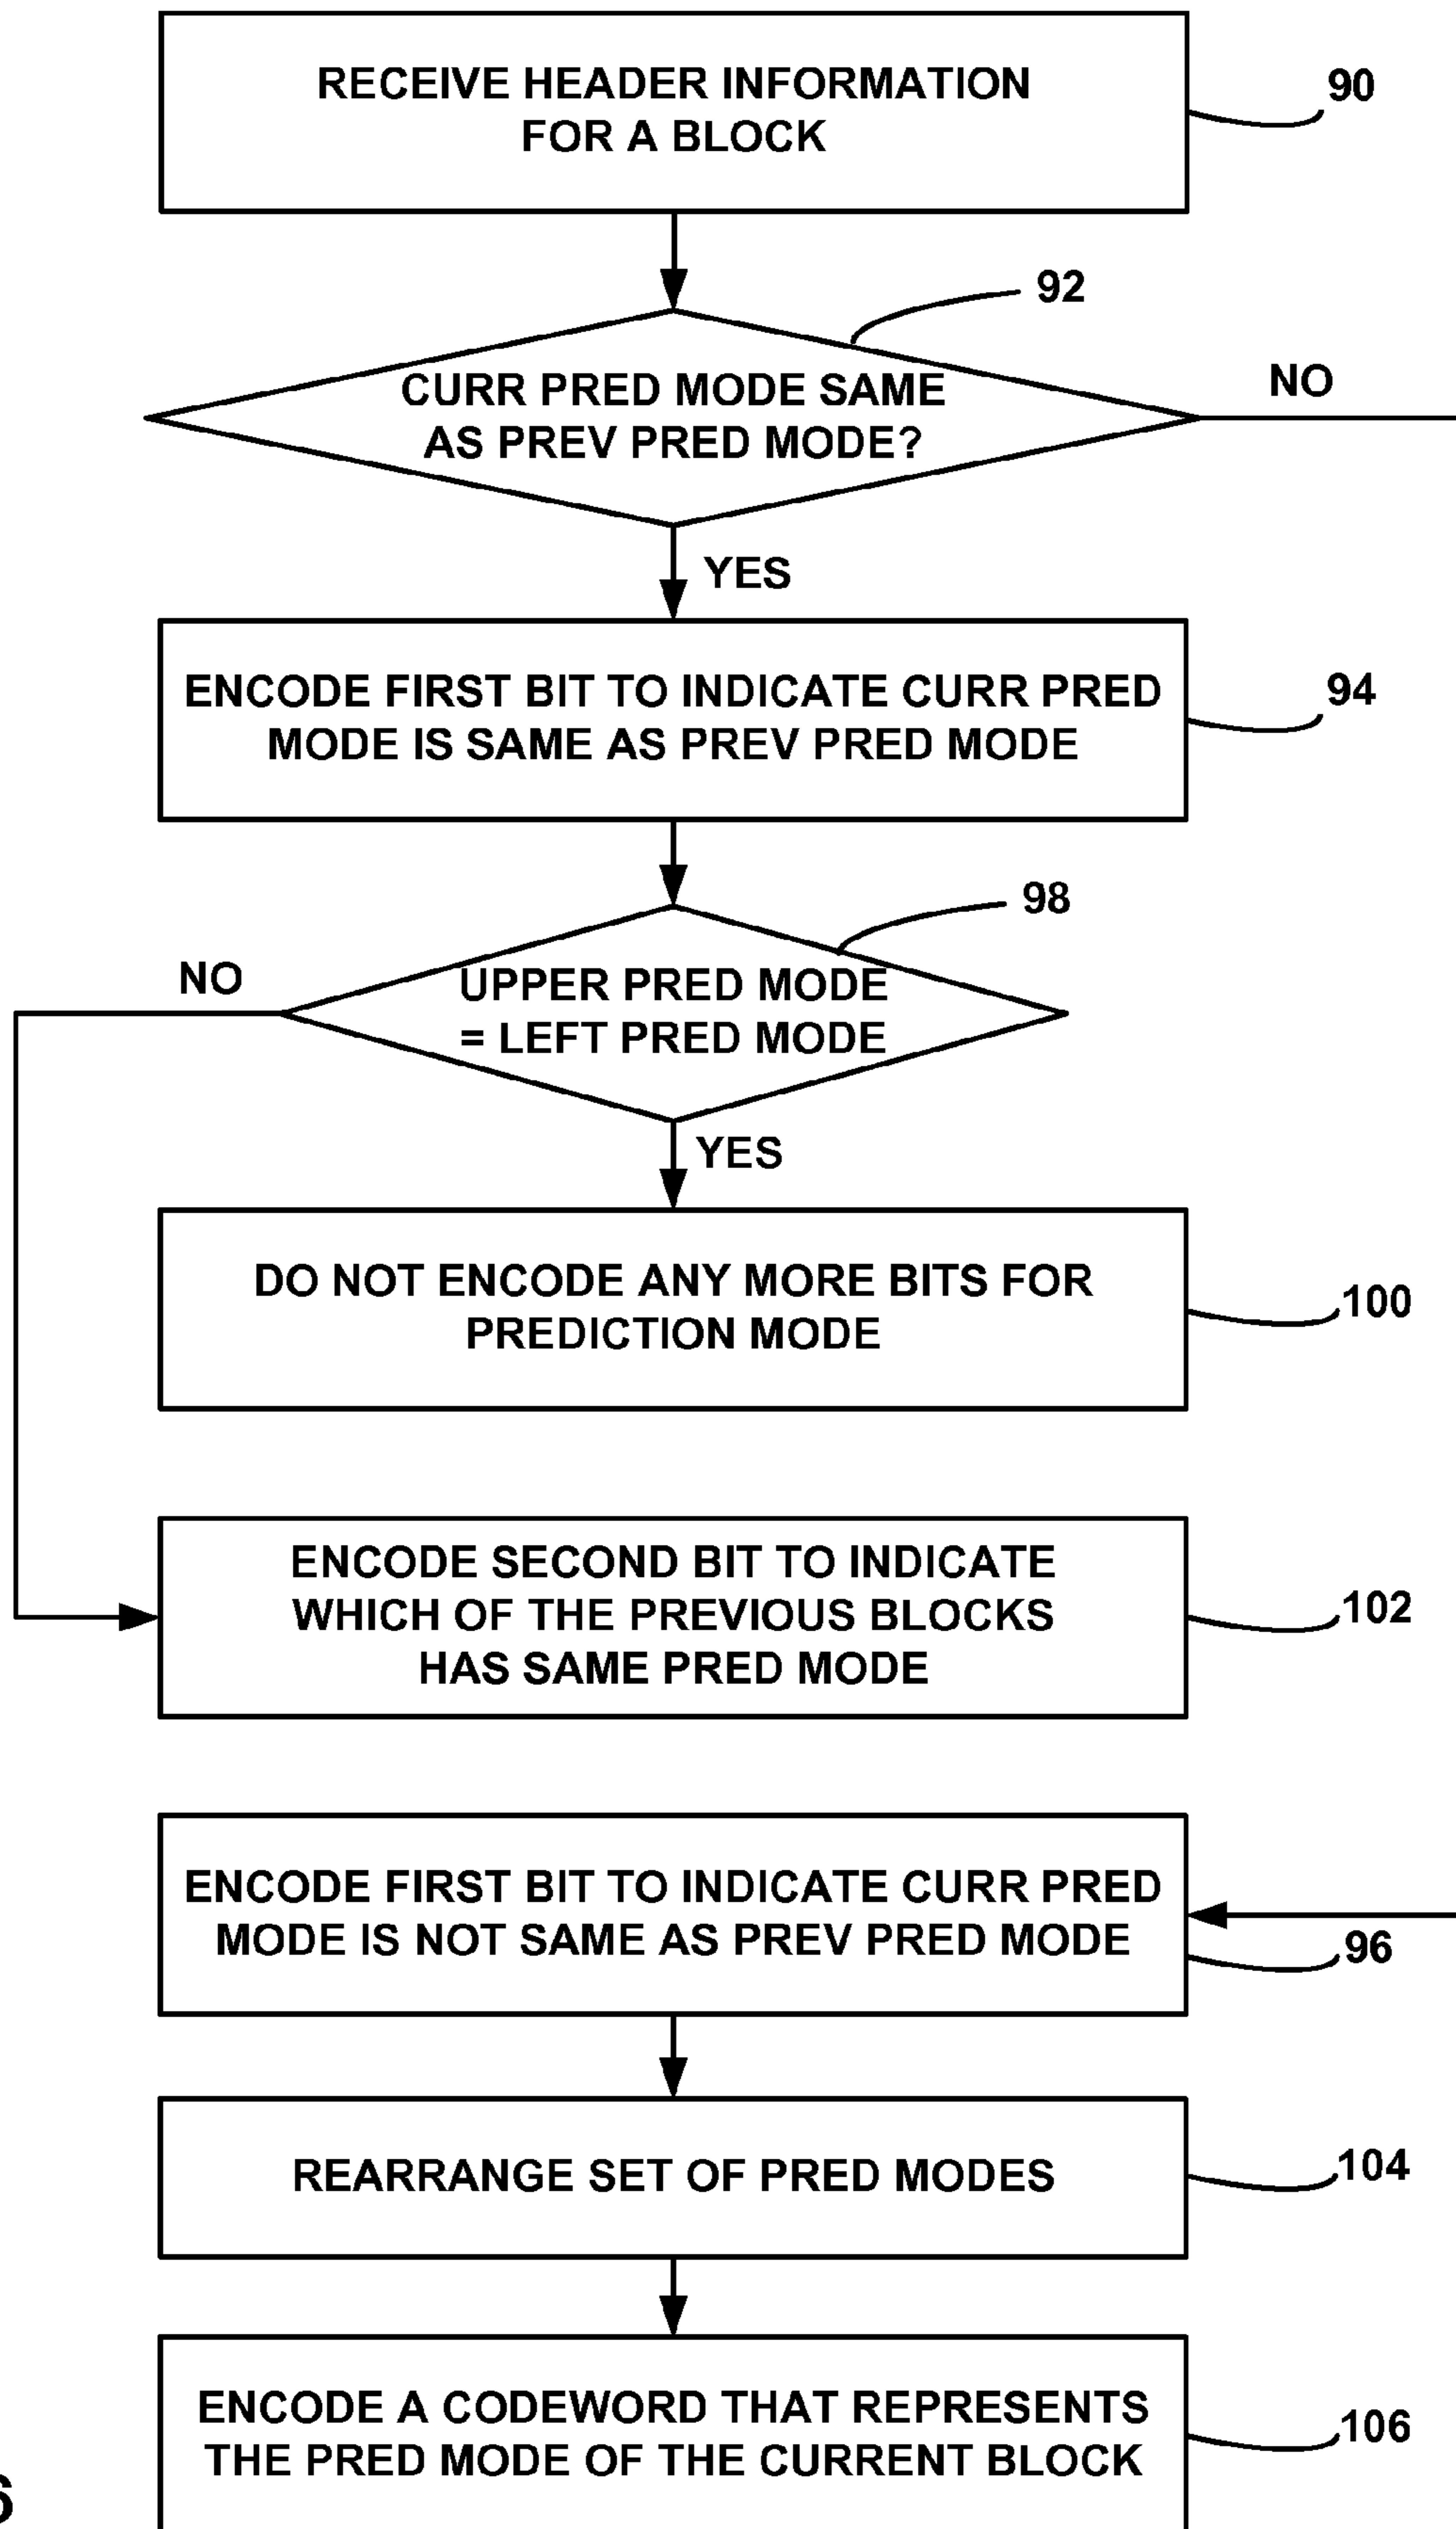 RECEIVE HEADER INFORMATION
FOR A BLOCK
90
92
CURR PRED MODE SAME
AS PREV PRED MODE?
NO
YES
ENCODE FIRST BIT TO INDICATE CURR PRED
MODE IS SAME AS PREV PRED MODE
94
98
NO
UPPER PRED MODE
= LEFT PRED MODE
YES
DO NOT ENCODE ANY MORE BITS FOR
PREDICTION MODE
100
ENCODE SECOND BIT TO INDICATE
WHICH OF THE PREVIOUS BLOCKS
HAS SAME PRED MODE
102
ENCODE FIRST BIT TO INDICATE CURR PRED
MODE IS NOT SAME AS PREV PRED MODE
96
REARRANGE SET OF PRED MODES
104
ENCODE A CODEWORD THAT REPRESENTS
THE PRED MODE OF THE CURRENT BLOCK
106